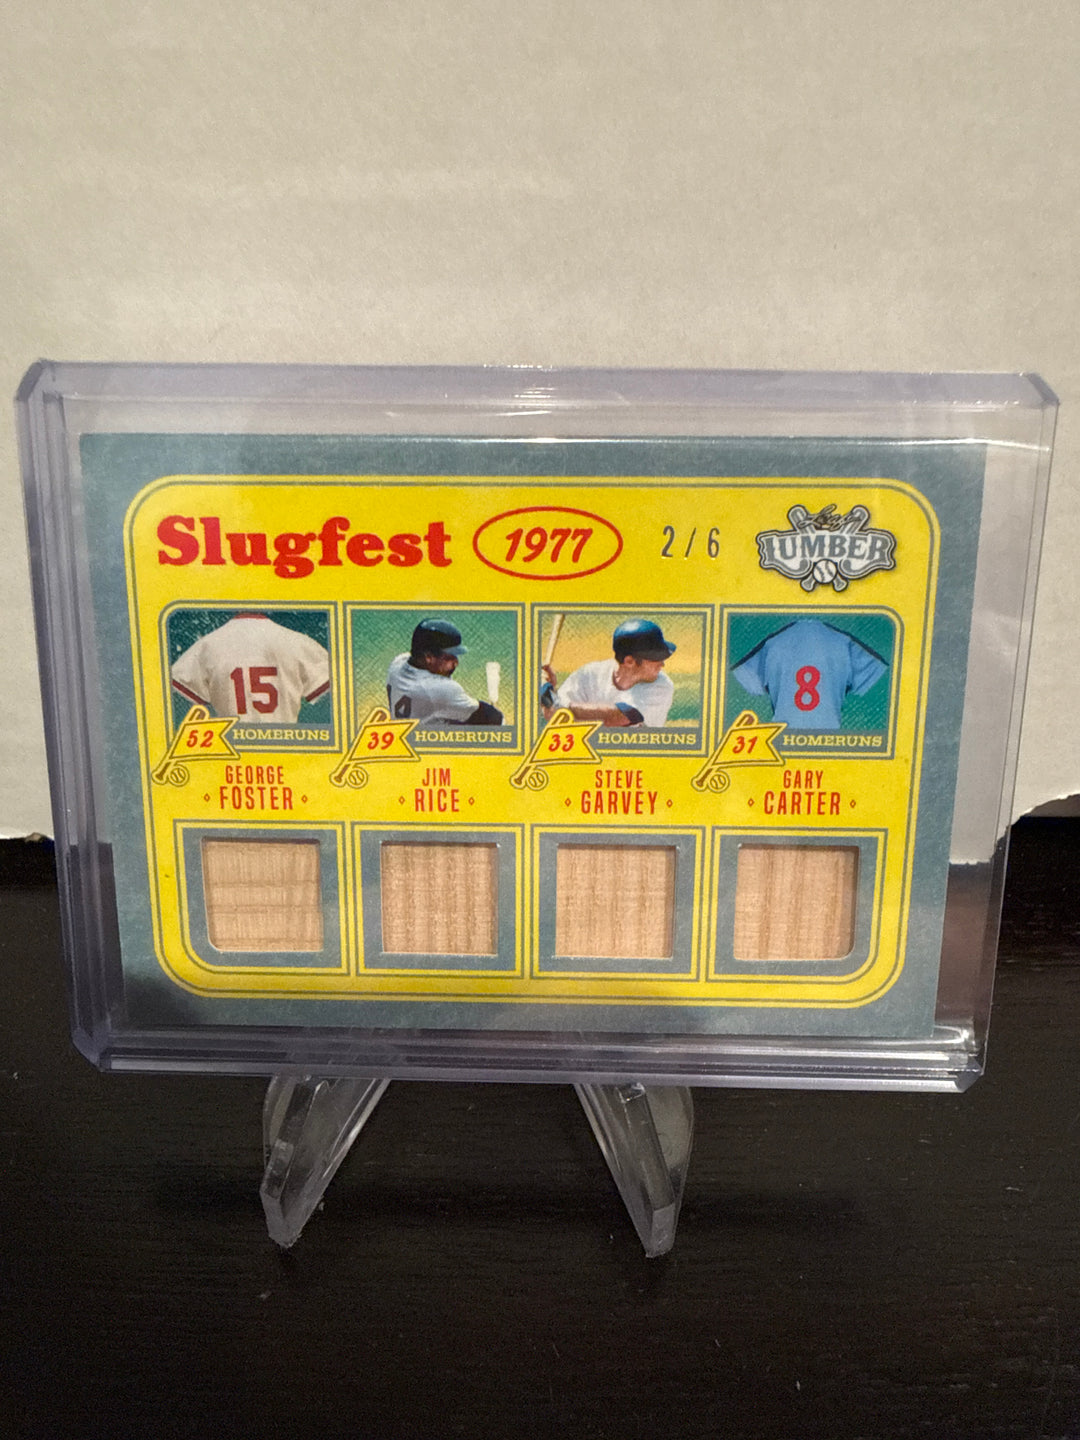 Slugfest 1977 2/6 Leaf LUMBER
15
8
52 HOMERUNS
39 HOMERUNS
33 HOMERUNS
31 HOMERUNS
GEORGE
FOSTER
JIM
RICE
STEVE
GARVEY
GARY
CARTER